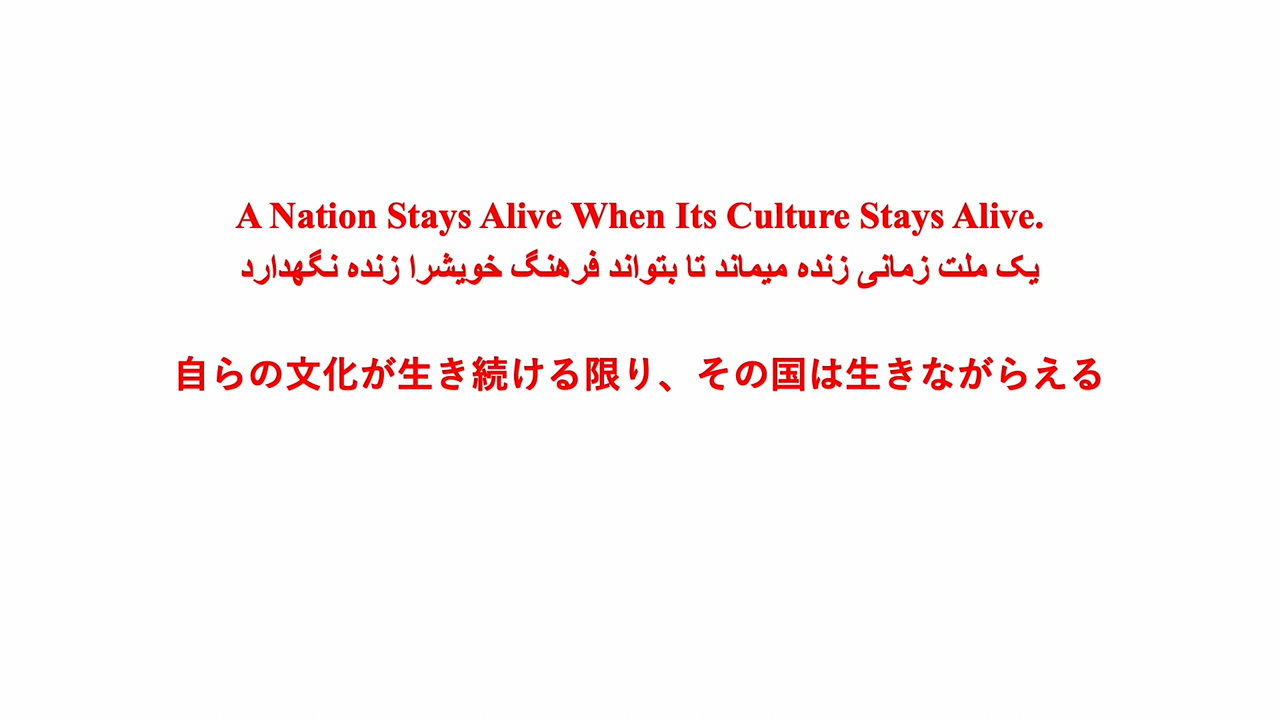 A Nation Stays Alive When Its Culture Stays Alive.
یک ملت زمانی زنده میماند تا بتواند فرهنگ خویشرا زنده نگهدارد
自らの文化が生き続ける限り、その国は生きながらえる